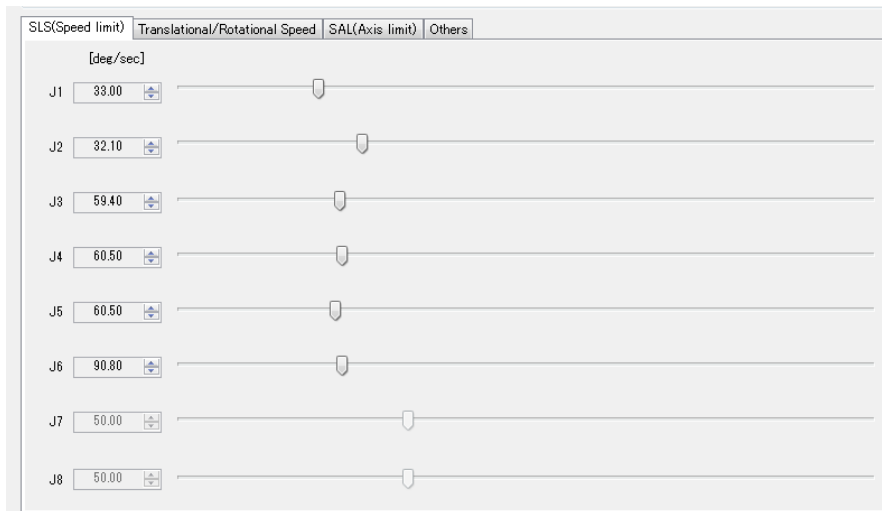 SLS(Speed limit) Translational/Rotational Speed SAL(Axis limit) Others
[deg/sec]
J1 33.00
J2 32.10
J3 59.40
J4 60.50
J5 60.50
J6 90.80
J7 50.00
J8 50.00